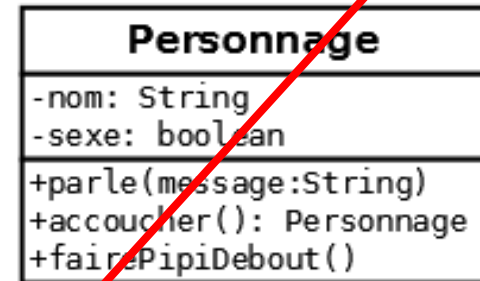 Personnage
-nom: String
-sexe: boolean
+parle(message:String)
+accoucher(): Personnage
+fairePipiDebout()